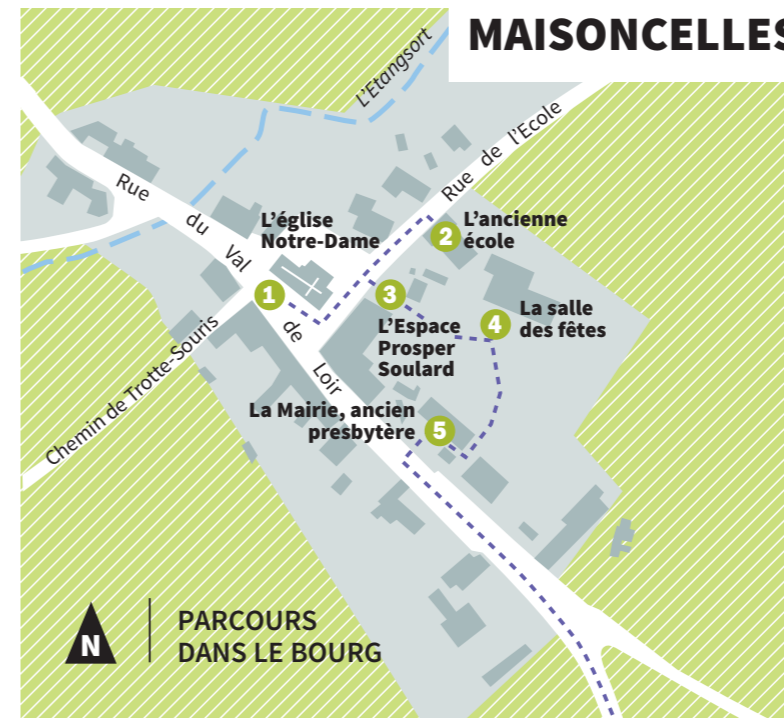 MAISONCELLES
L'Etangsort
Rue de l'Ecole
Rue du Val de Loir
L'église
Notre-Dame
2
L'ancienne
école
1
3
L'Espace
Prosper
Soulard
4
La salle
des fêtes
Chemin de Trotte-Souris
La Mairie, ancien
presbytère
5
N
PARCOURS
DANS LE BOURG